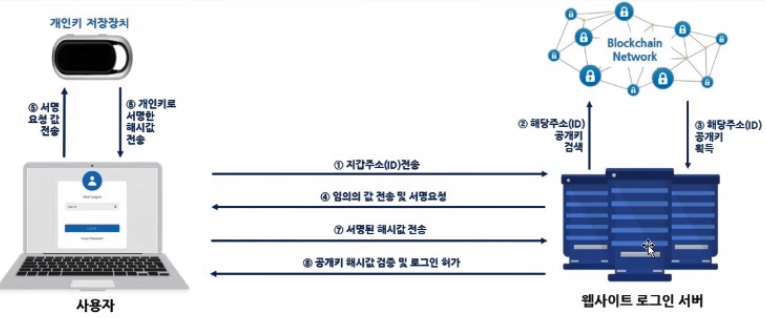 개인키 저장장치
Blockchain
Network
⑤ 서명
요청 값
전송
⑥ 개인키로
서명한
해시값
전송
② 해당주소(ID)
공개키
검색
③ 해당주소(ID)
공개키
획득
① 지갑주소(ID)전송
④ 임의의 값 전송 및 서명요청
⑦ 서명된 해시값 전송
⑧ 공개키 해시값 검증 및 로그인 허가
사용자
웹사이트 로그인 서버